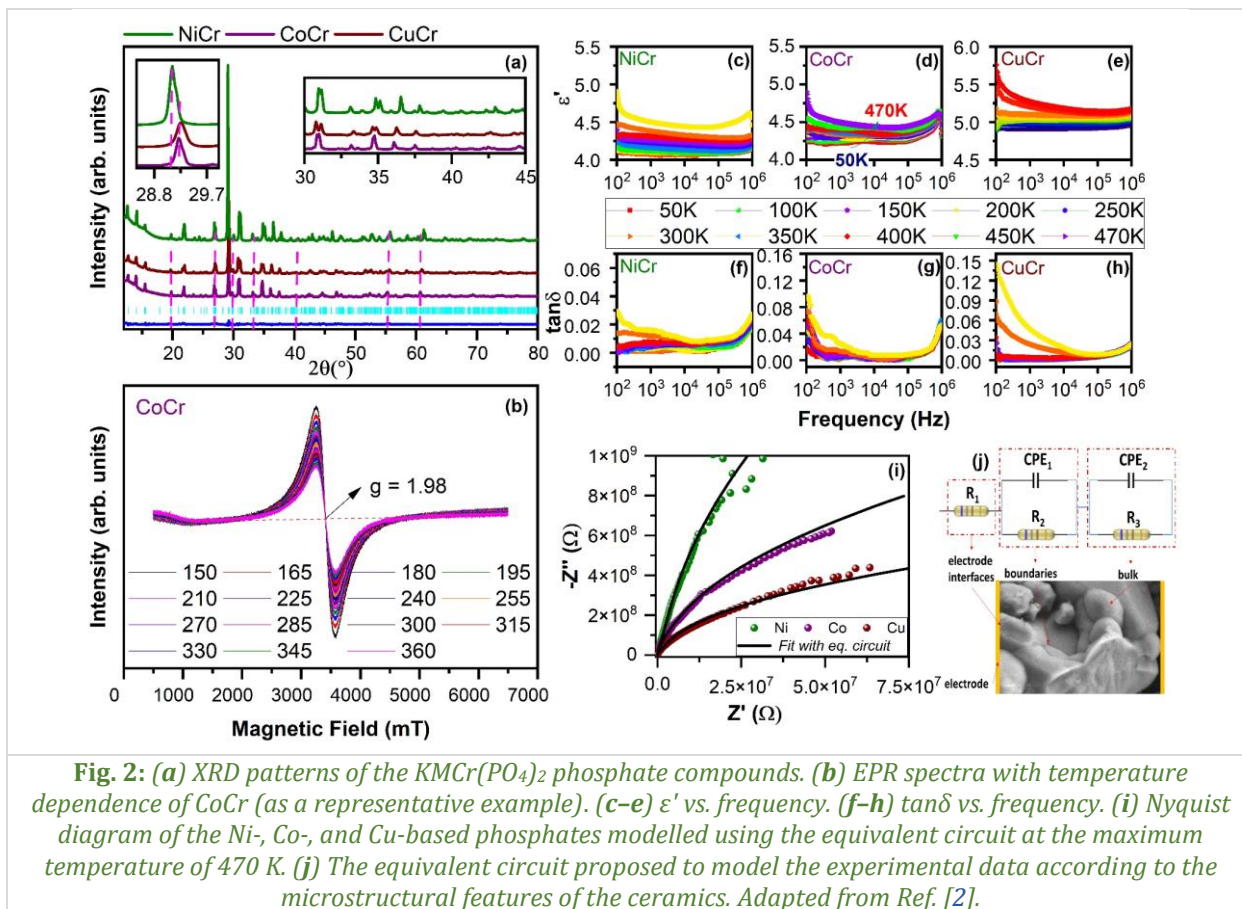 NiCr CoCr CuCr
(a)
28.8 29.7
30 35 40 45
Intensity (arb. units)
20 30 40 50 60 70 80
2θ(°)
CoCr (b)
g = 1.98
Intensity (arb. units)
150 165 180 195
210 225 240 255
270 285 300 315
330 345 360
0 1000 2000 3000 4000 5000 6000 7000
Magnetic Field (mT)
NiCr (c)
5.5
5.0
4.5
4.0
ε'
10² 10³ 10⁴ 10⁵ 10⁶
CoCr (d)
5.5
5.0
4.5
4.0
470K
50K
10² 10³ 10⁴ 10⁵ 10⁶
CuCr (e)
6.0
5.5
5.0
4.5
10² 10³ 10⁴ 10⁵ 10⁶
50K 100K 150K 200K 250K
300K 350K 400K 450K 470K
NiCr (f)
0.06
0.04
0.02
0.00
tanδ
10² 10³ 10⁴ 10⁵ 10⁶
CoCr (g)
0.16
0.12
0.08
0.04
0.00
10² 10³ 10⁴ 10⁵ 10⁶
CuCr (h)
0.15
0.12
0.09
0.06
0.03
0.00
10² 10³ 10⁴ 10⁵ 10⁶
Frequency (Hz)
(i)
1×10⁹
8×10⁸
6×10⁸
4×10⁸
2×10⁸
0
-Z'' (Ω)
Ni Co Cu
Fit with eq. circuit
0.0 2.5×10⁷ 5.0×10⁷ 7.5×10⁷
Z' (Ω)
(j)
CPE₁ CPE₂
R₁
R₂ R₃
electrode
interfaces boundaries bulk
electrode
Fig. 2: (a) XRD patterns of the KMCr(PO₄)₂ phosphate compounds. (b) EPR spectra with temperature
dependence of CoCr (as a representative example). (c–e) ε' vs. frequency. (f–h) tanδ vs. frequency. (i) Nyquist
diagram of the Ni-, Co-, and Cu-based phosphates modelled using the equivalent circuit at the maximum
temperature of 470 K. (j) The equivalent circuit proposed to model the experimental data according to the
microstructural features of the ceramics. Adapted from Ref. [2].